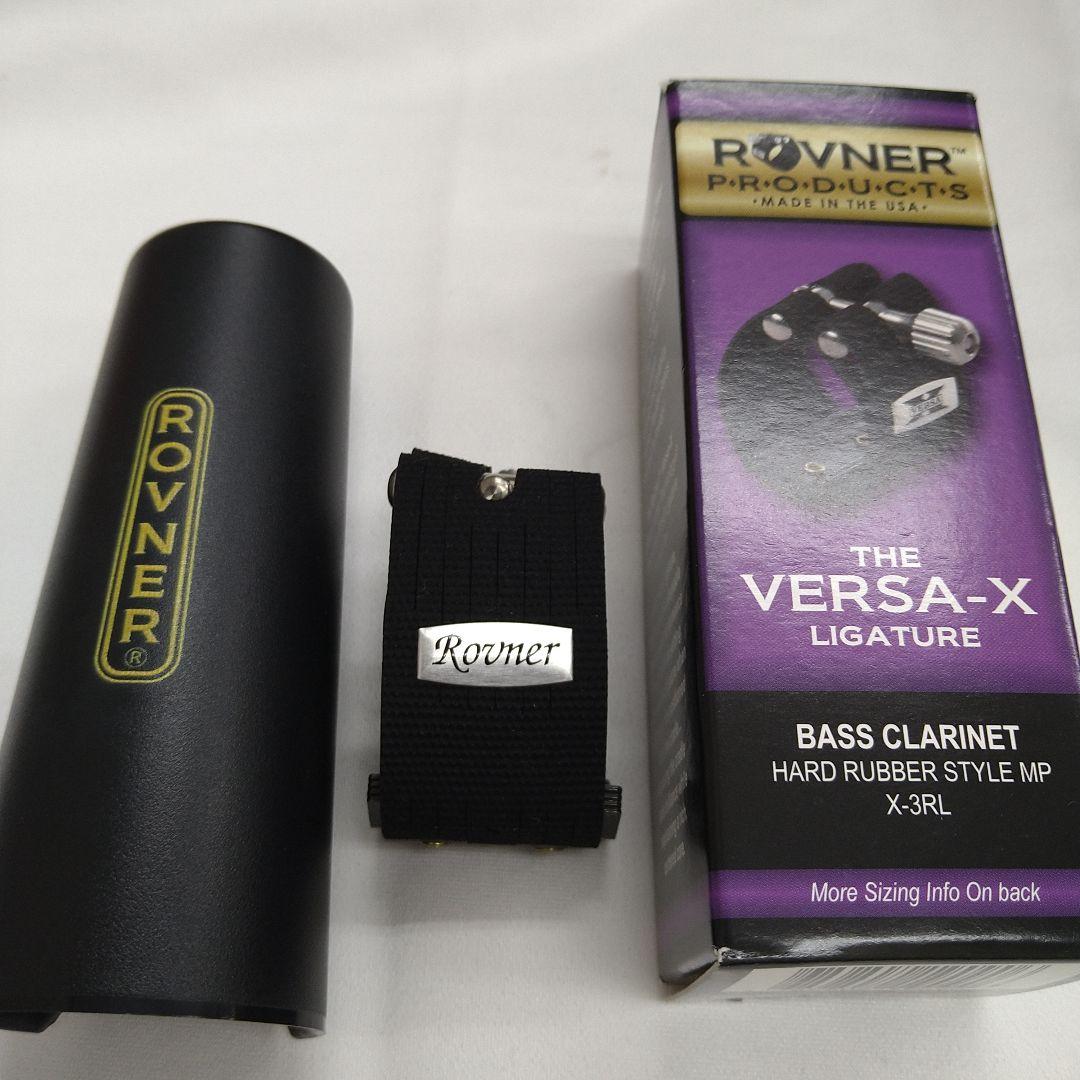 ROVNER®
Rovner
ROVNER™
P·R·O·D·U·C·T·S
·MADE IN THE USA·
VERSA
THE
VERSA-X
LIGATURE
BASS CLARINET
HARD RUBBER STYLE MP
X-3RL
More Sizing Info On back